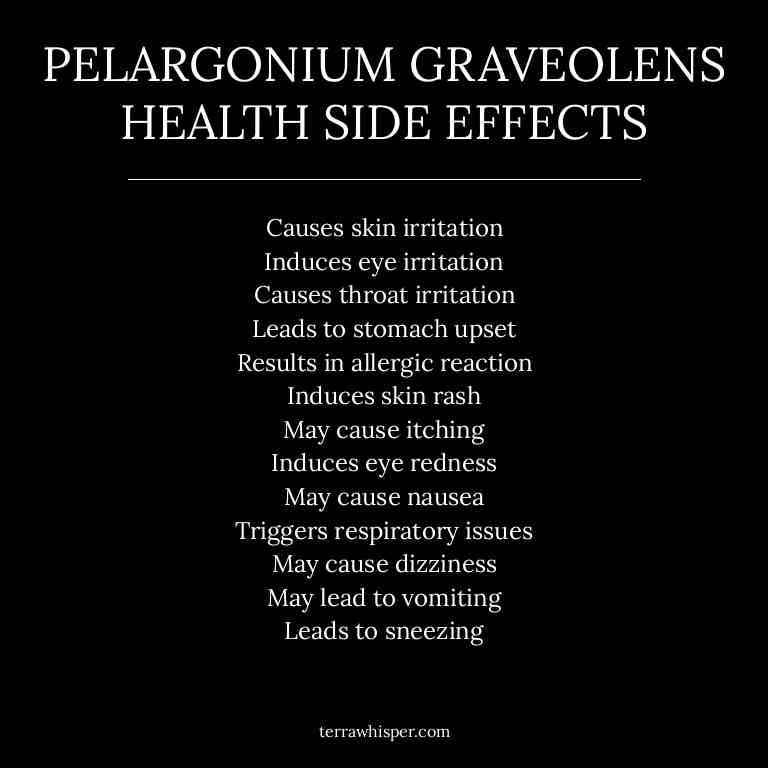 PELARGONIUM GRAVEOLENS
HEALTH SIDE EFFECTS
Causes skin irritation
Induces eye irritation
Causes throat irritation
Leads to stomach upset
Results in allergic reaction
Induces skin rash
May cause itching
Induces eye redness
May cause nausea
Triggers respiratory issues
May cause dizziness
May lead to vomiting
Leads to sneezing
terrawhisper.com